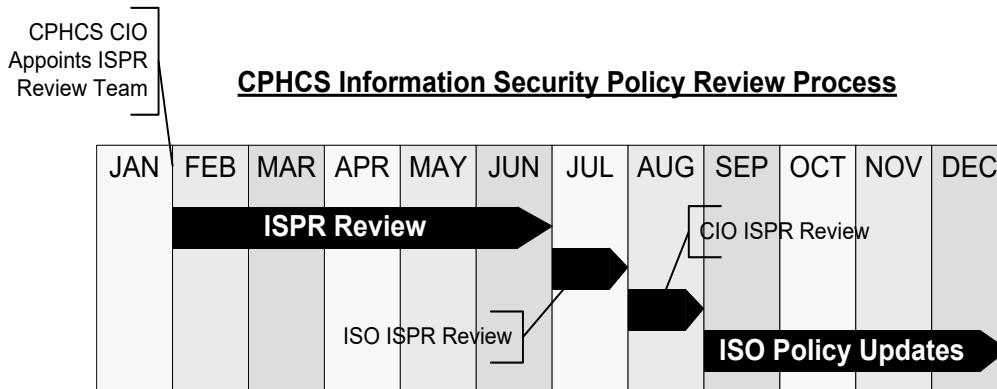 CPHCS CIO
Appoints ISPR
Review Team
CPHCS Information Security Policy Review Process
JAN FEB MAR APR MAY JUN JUL AUG SEP OCT NOV DEC
ISPR Review
CIO ISPR Review
ISO ISPR Review
ISO Policy Updates